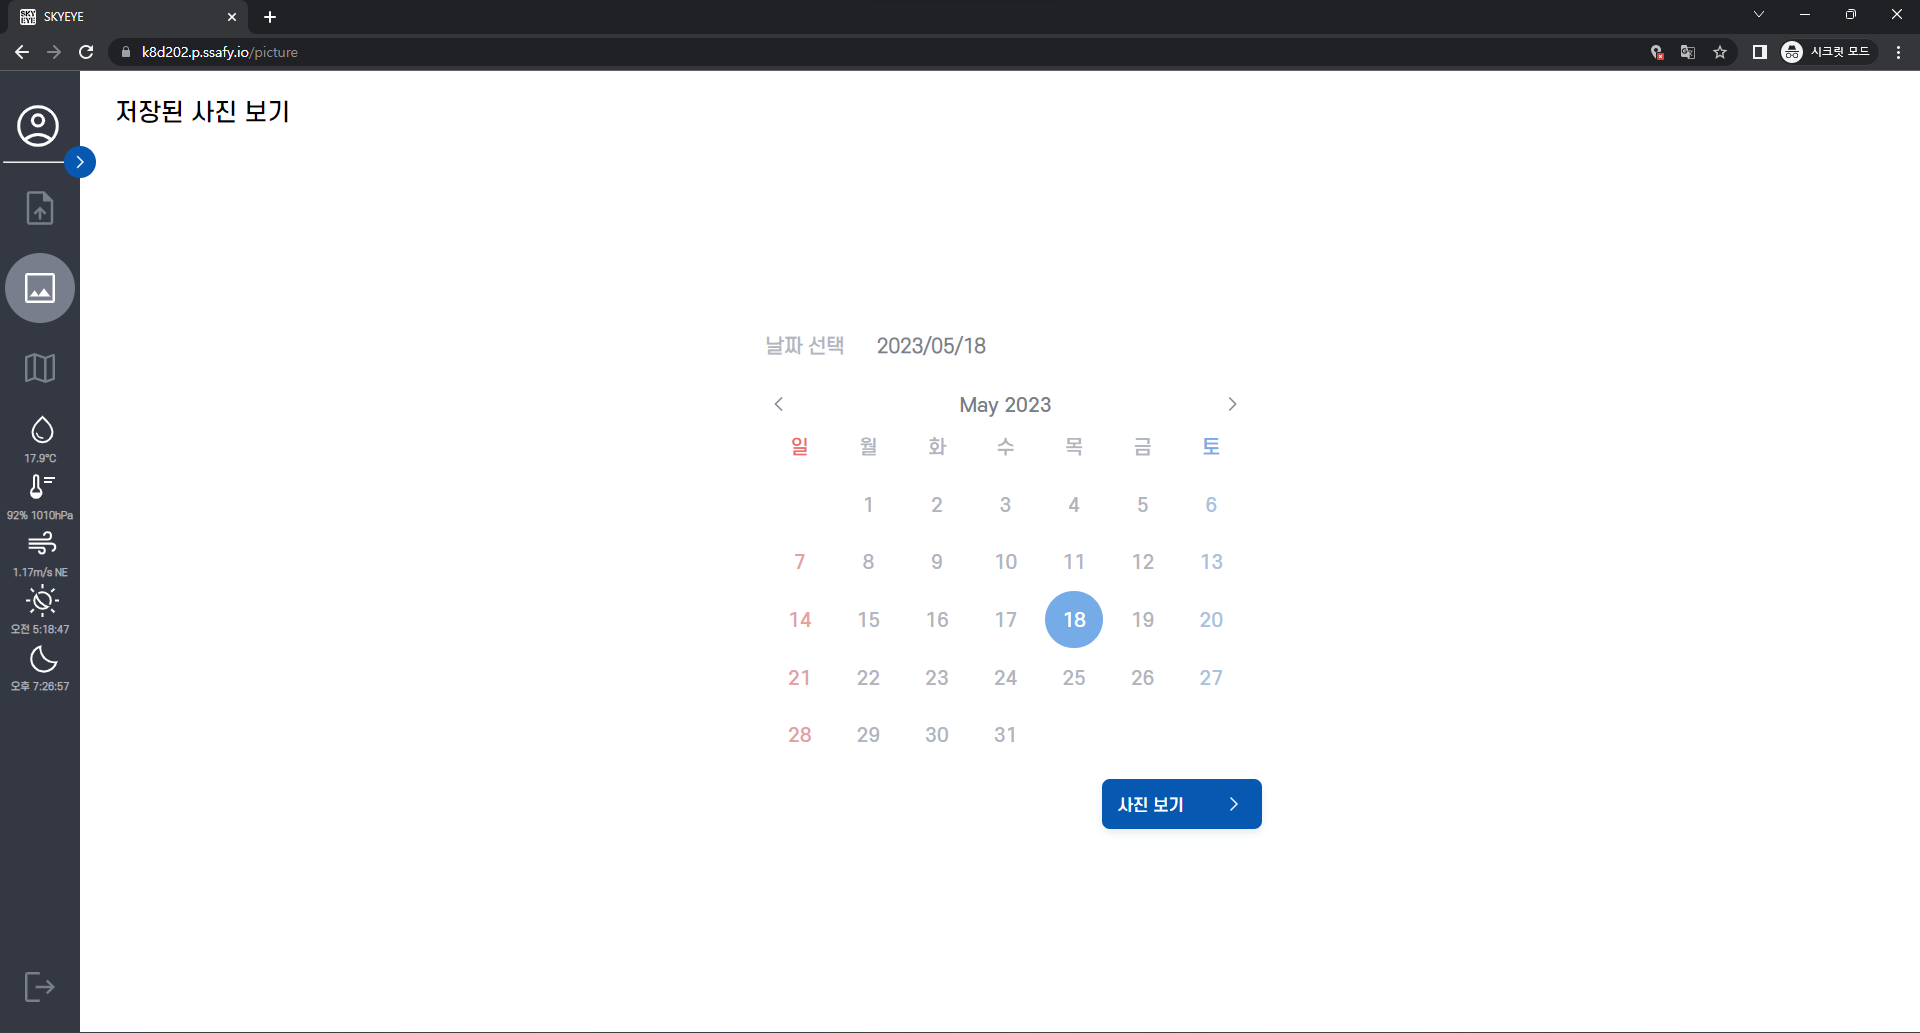 SKYEYE
k8d202.p.ssafy.io/picture
시크릿 모드
저장된 사진 보기
날짜 선택 2023/05/18
May 2023
일 월 화 수 목 금 토
1 2 3 4 5 6
7 8 9 10 11 12 13
14 15 16 17 18 19 20
21 22 23 24 25 26 27
28 29 30 31
사진 보기
17.9°C
92% 1010hPa
1.17m/s NE
오전 5:18:47
오후 7:26:57